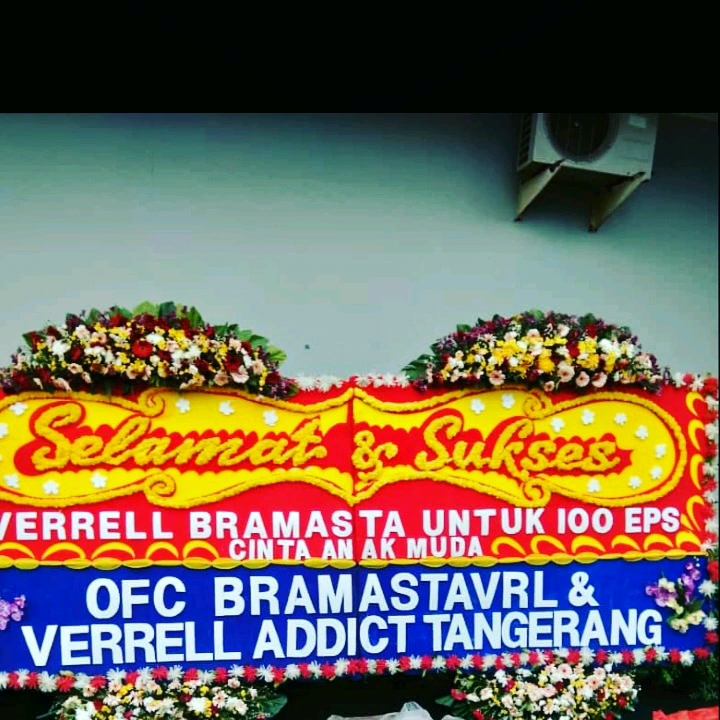 Selamat & Sukses
VERRELL BRAMASTA UNTUK 100 EPS
CINTA ANAK MUDA
OFC BRAMASTAVRL &
VERRELL ADDICT TANGERANG